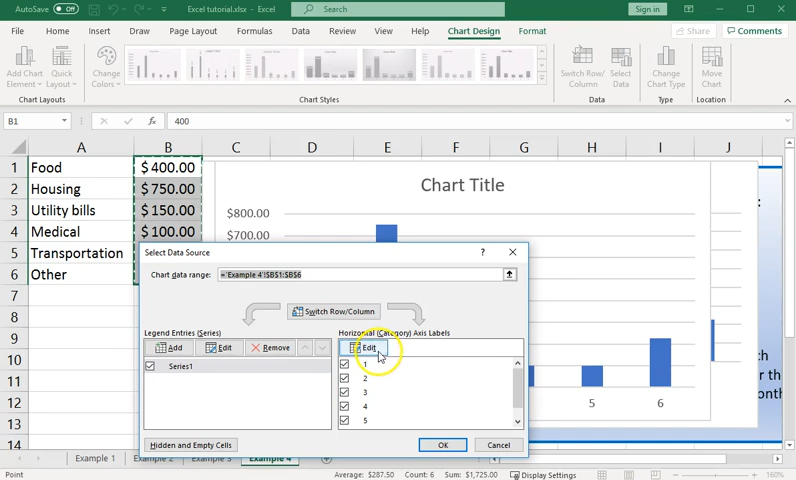 AutoSave Off Excel tutorial.xlsx - Excel Search Sign in
File Home Insert Draw Page Layout Formulas Data Review View Help Chart Design Format Share Comments
Add Chart Element Quick Layout Change Colors Switch Row/ Column Select Data Change Chart Type Move Chart
Chart Layouts Chart Styles Data Type Location
B1 fx 400
A B C D E F G H I J
1 Food $ 400.00
2 Housing $ 750.00
3 Utility bills $ 150.00
4 Medical $ 100.00
5 Transportation
6 Other
7
8
9
10
11
12
13
14
Chart Title
$800.00
$700.00
5 6
Select Data Source ?
Chart data range: ='Example 4'!$B$1:$B$6
Switch Row/Column
Legend Entries (Series) Horizontal (Category) Axis Labels
Add Edit Remove Edit
Series1 1
2
3
4
5
Hidden and Empty Cells OK Cancel
Example 1 Example 2 Example 3 Example 4
Point Average: $287.50 Count: 6 Sum: $1,725.00 Display Settings 160%